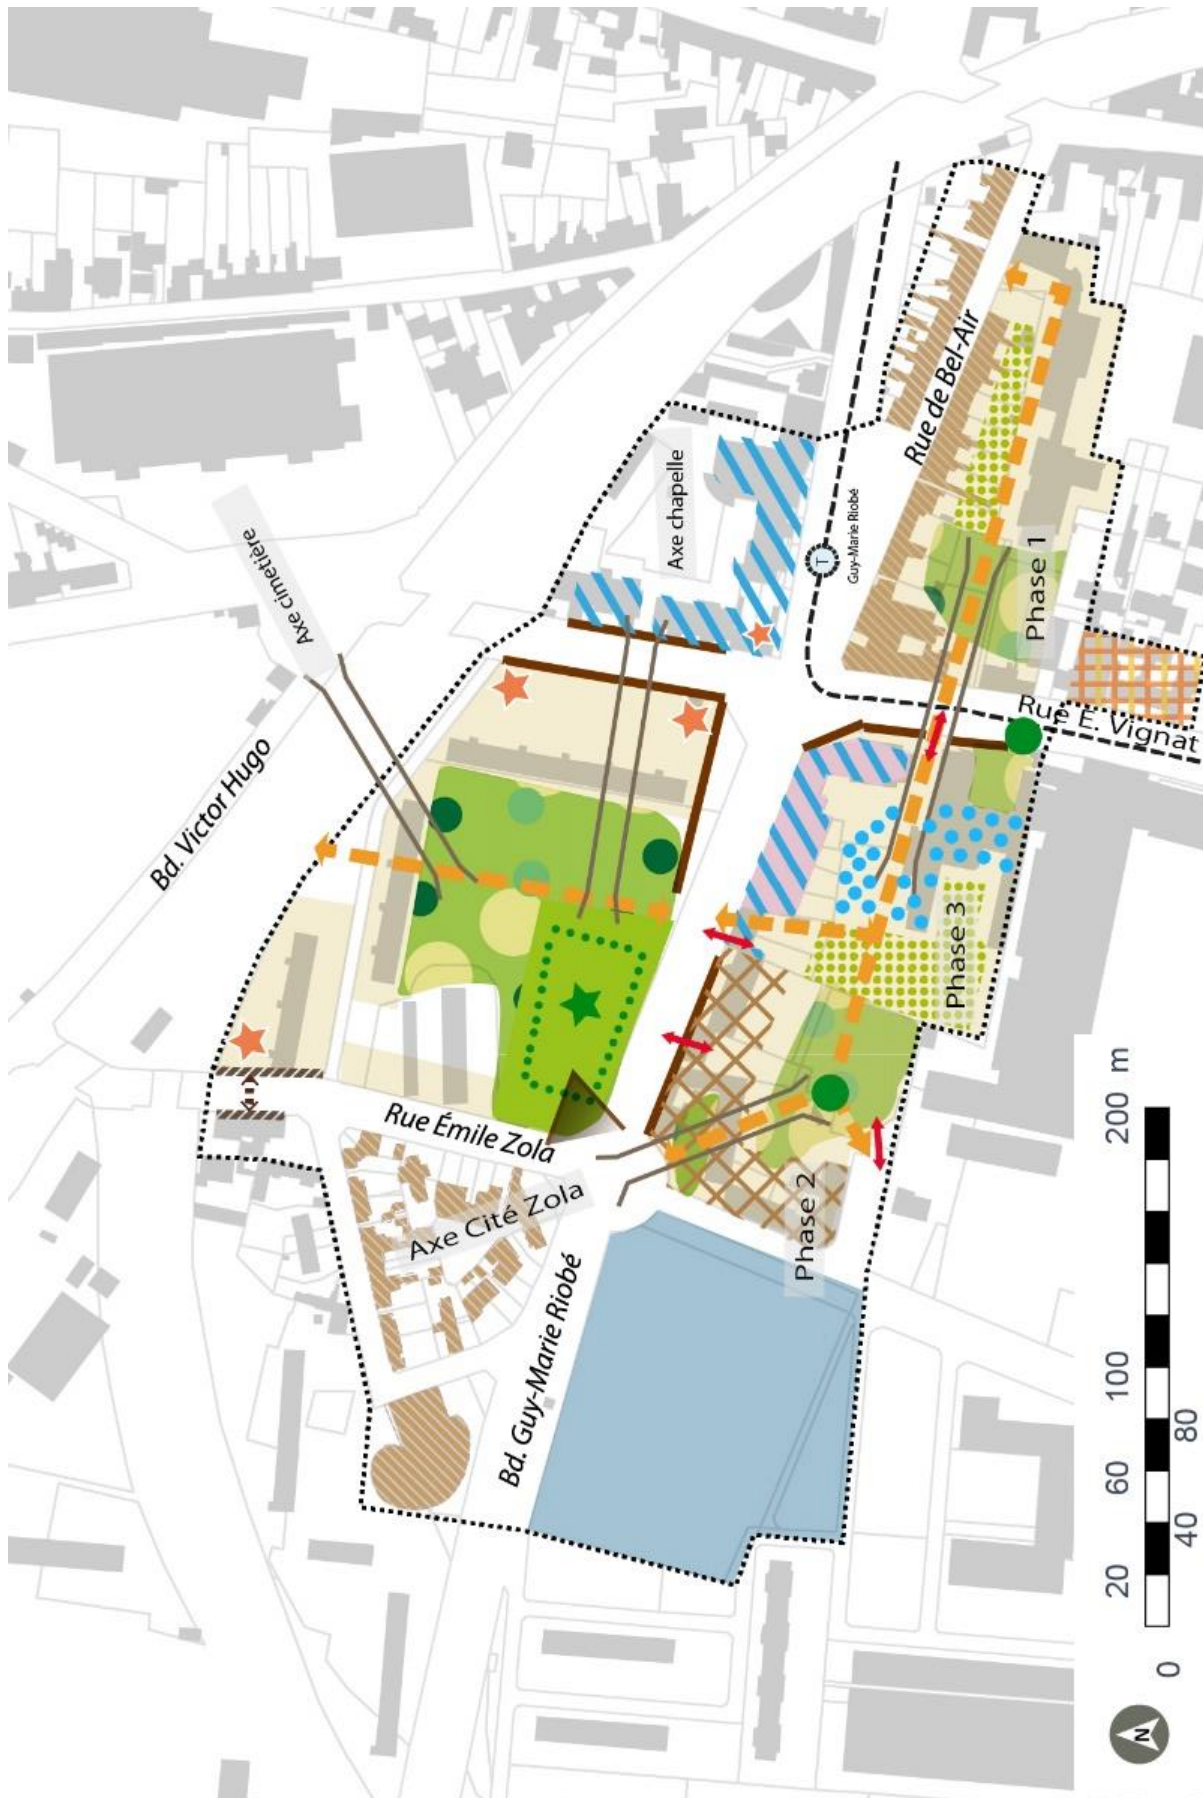 Axe cimetière
Bd. Victor Hugo
Axe chapelle
Rue de Bel-Air
T
Guy-Marie Riobé
Phase 1
Rue E. Vignat
Phase 3
Rue Émile Zola
Axe Cité Zola
Phase 2
Bd. Guy-Marie Riobé
0 20 40 60 80 100 200 m
N